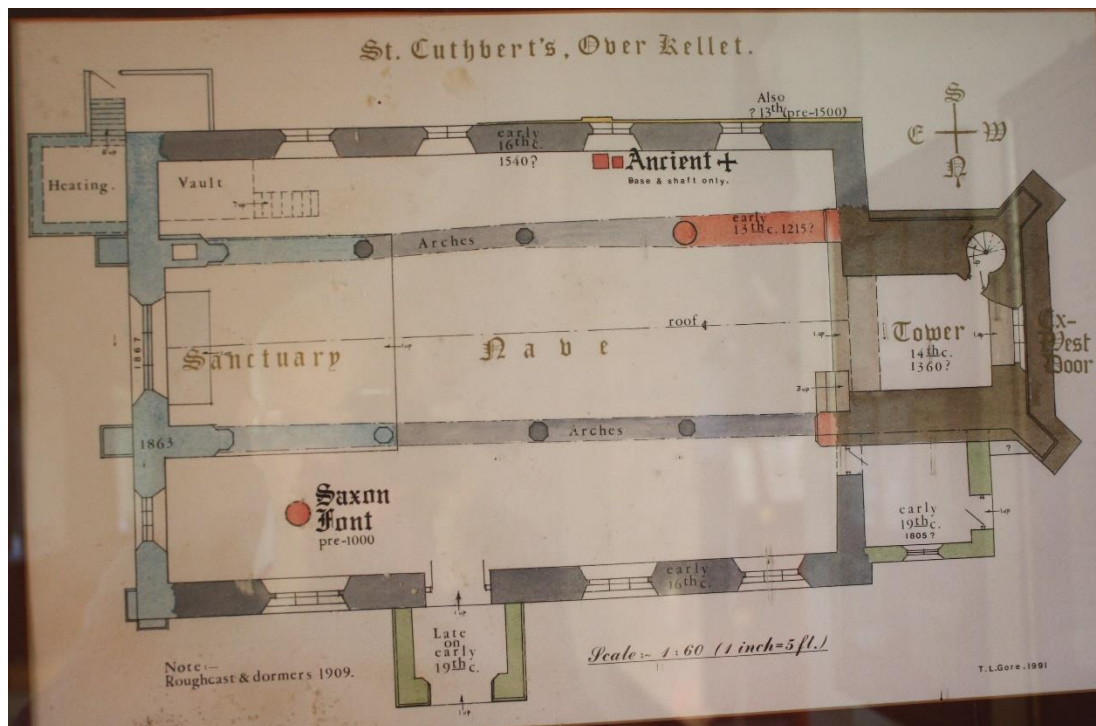 St. Cuthbert's, Over Kellet.
Also
? 13th (pre-1500)
S
E W
N
early
16th c.
1540?
Ancient +
Base & shaft only.
Heating.
Vault
early
13th c. 1215?
Arches
roof
Tower
14th c.
1360?
Ex-
West
Door
1867
Sanctuary
Nave
2up
1863
Arches
?
Saxon
Font
pre-1000
early
19th c.
1805?
early
16th c.
Late
on
early
19th c.
Scale:- 1:60 (1 inch=5ft.)
Note:-
Roughcast & dormers 1909.
T.L.Gore.1991